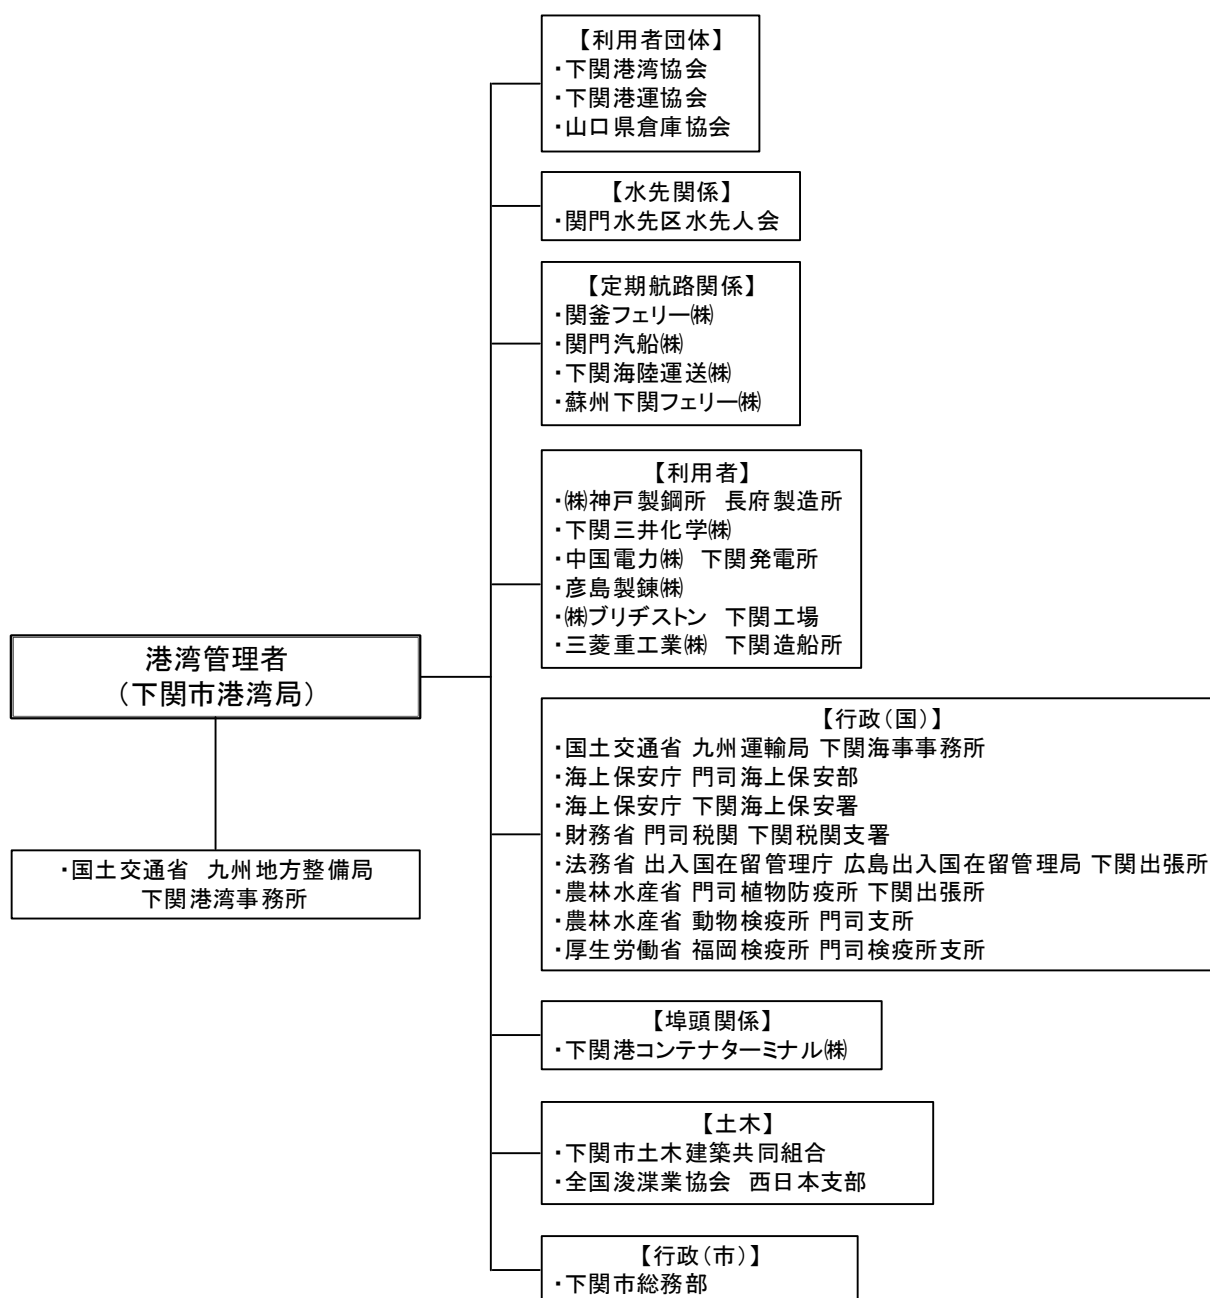 【利用者団体】
・下関港湾協会
・下関港運協会
・山口県倉庫協会
【水先関係】
・関門水先区水先人会
【定期航路関係】
・関釜フェリー㈱
・関門汽船㈱
・下関海陸運送㈱
・蘇州下関フェリー㈱
【利用者】
・㈱神戸製鋼所　長府製造所
・下関三井化学㈱
・中国電力㈱　下関発電所
・彦島製錬㈱
・㈱ブリヂストン　下関工場
・三菱重工業㈱　下関造船所
港湾管理者
（下関市港湾局）
・国土交通省　九州地方整備局
下関港湾事務所
【行政（国）】
・国土交通省 九州運輸局 下関海事事務所
・海上保安庁 門司海上保安部
・海上保安庁 下関海上保安署
・財務省 門司税関 下関税関支署
・法務省 出入国在留管理庁 広島出入国在留管理局 下関出張所
・農林水産省 門司植物防疫所 下関出張所
・農林水産省 動物検疫所 門司支所
・厚生労働省 福岡検疫所 門司検疫所支所
【埠頭関係】
・下関港コンテナターミナル㈱
【土木】
・下関市土木建築共同組合
・全国浚渫業協会　西日本支部
【行政（市）】
・下関市総務部